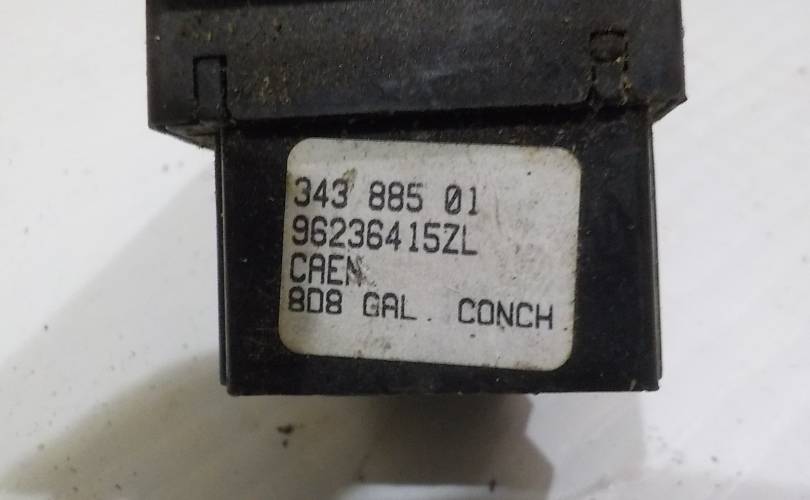 343 885 01
96236415ZL
CAEN
8D8 GAL. CONCH